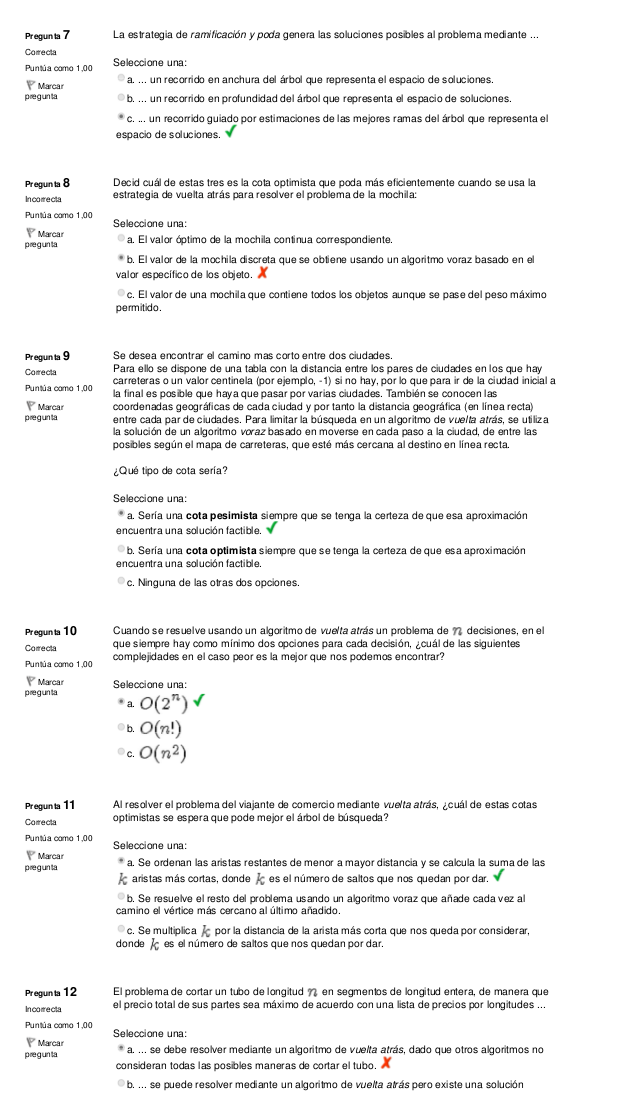 Pregunta 7
Correcta
Puntúa como 1,00
Marcar
pregunta
La estrategia de ramificación y poda genera las soluciones posibles al problema mediante ...
Seleccione una:
a. ... un recorrido en anchura del árbol que representa el espacio de soluciones.
b. ... un recorrido en profundidad del árbol que representa el espacio de soluciones.
c. ... un recorrido guiado por estimaciones de las mejores ramas del árbol que representa el
espacio de soluciones.
Pregunta 8
Incorrecta
Puntúa como 1,00
Marcar
pregunta
Decid cuál de estas tres es la cota optimista que poda más eficientemente cuando se usa la
estrategia de vuelta atrás para resolver el problema de la mochila:
Seleccione una:
a. El valor óptimo de la mochila continua correspondiente.
b. El valor de la mochila discreta que se obtiene usando un algoritmo voraz basado en el
valor específico de los objeto.
c. El valor de una mochila que contiene todos los objetos aunque se pase del peso máximo
permitido.
Pregunta 9
Correcta
Puntúa como 1,00
Marcar
pregunta
Se desea encontrar el camino mas corto entre dos ciudades.
Para ello se dispone de una tabla con la distancia entre los pares de ciudades en los que hay
carreteras o un valor centinela (por ejemplo, -1) si no hay, por lo que para ir de la ciudad inicial a
la final es posible que haya que pasar por varias ciudades. También se conocen las
coordenadas geográficas de cada ciudad y por tanto la distancia geográfica (en línea recta)
entre cada par de ciudades. Para limitar la búsqueda en un algoritmo de vuelta atrás, se utiliza
la solución de un algoritmo voraz basado en moverse en cada paso a la ciudad, de entre las
posibles según el mapa de carreteras, que esté más cercana al destino en línea recta.
¿Qué tipo de cota sería?
Seleccione una:
a. Sería una cota pesimista siempre que se tenga la certeza de que esa aproximación
encuentra una solución factible.
b. Sería una cota optimista siempre que se tenga la certeza de que esa aproximación
encuentra una solución factible.
c. Ninguna de las otras dos opciones.
Pregunta 10
Correcta
Puntúa como 1,00
Marcar
pregunta
Cuando se resuelve usando un algoritmo de vuelta atrás un problema de n decisiones, en el
que siempre hay como mínimo dos opciones para cada decisión, ¿cuál de las siguientes
complejidades en el caso peor es la mejor que nos podemos encontrar?
Seleccione una:
a. O(2ⁿ)
b. O(n!)
c. O(n²)
Pregunta 11
Correcta
Puntúa como 1,00
Marcar
pregunta
Al resolver el problema del viajante de comercio mediante vuelta atrás, ¿cuál de estas cotas
optimistas se espera que pode mejor el árbol de búsqueda?
Seleccione una:
a. Se ordenan las aristas restantes de menor a mayor distancia y se calcula la suma de las
k aristas más cortas, donde k es el número de saltos que nos quedan por dar.
b. Se resuelve el resto del problema usando un algoritmo voraz que añade cada vez al
camino el vértice más cercano al último añadido.
c. Se multiplica k por la distancia de la arista más corta que nos queda por considerar,
donde k es el número de saltos que nos quedan por dar.
Pregunta 12
Incorrecta
Puntúa como 1,00
Marcar
pregunta
El problema de cortar un tubo de longitud n en segmentos de longitud entera, de manera que
el precio total de sus partes sea máximo de acuerdo con una lista de precios por longitudes ...
Seleccione una:
a. ... se debe resolver mediante un algoritmo de vuelta atrás, dado que otros algoritmos no
consideran todas las posibles maneras de cortar el tubo.
b. ... se puede resolver mediante un algoritmo de vuelta atrás pero existe una solución